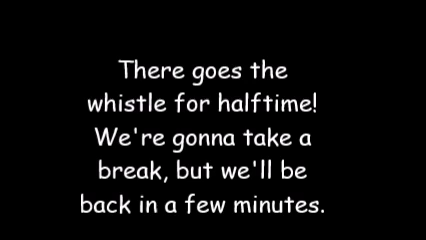 There goes the
whistle for halftime!
We're gonna take a
break, but we'll be
back in a few minutes.